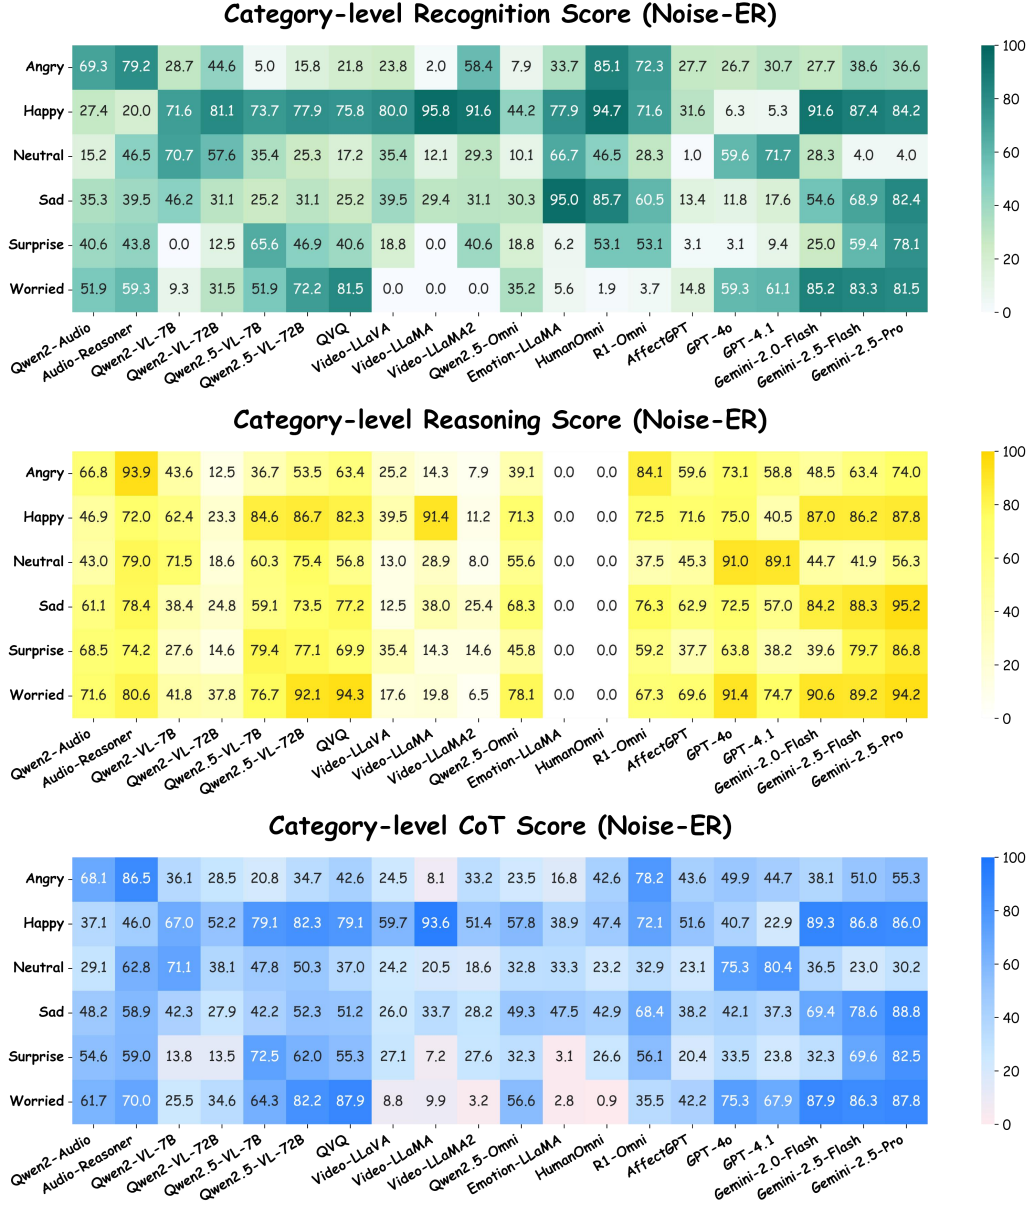 Category-level Recognition Score (Noise-ER)
Angry 69.3 79.2 28.7 44.6 5.0 15.8 21.8 23.8 2.0 58.4 7.9 33.7 85.1 72.3 27.7 26.7 30.7 27.7 38.6 36.6
Happy 27.4 20.0 71.6 81.1 73.7 77.9 75.8 80.0 95.8 91.6 44.2 77.9 94.7 71.6 31.6 6.3 5.3 91.6 87.4 84.2
Neutral 15.2 46.5 70.7 57.6 35.4 25.3 17.2 35.4 12.1 29.3 10.1 66.7 46.5 28.3 1.0 59.6 71.7 28.3 4.0 4.0
Sad 35.3 39.5 46.2 31.1 25.2 31.1 25.2 39.5 29.4 31.1 30.3 95.0 85.7 60.5 13.4 11.8 17.6 54.6 68.9 82.4
Surprise 40.6 43.8 0.0 12.5 65.6 46.9 40.6 18.8 0.0 40.6 18.8 6.2 53.1 53.1 3.1 3.1 9.4 25.0 59.4 78.1
Worried 51.9 59.3 9.3 31.5 51.9 72.2 81.5 0.0 0.0 0.0 35.2 5.6 1.9 3.7 14.8 59.3 61.1 85.2 83.3 81.5
Qwen2-Audio Audio-Reasoner Qwen2-VL-7B Qwen2-VL-72B Qwen2.5-VL-7B Qwen2.5-VL-72B QVQ Video-LLaVA Video-LLaMA Video-LLaMA2 Qwen2.5-Omni Emotion-LLaMA HumanOmni R1-Omni AffectGPT GPT-4o GPT-4.1 Gemini-2.0-Flash Gemini-2.5-Flash Gemini-2.5-Pro
100
80
60
40
20
0
Category-level Reasoning Score (Noise-ER)
Angry 66.8 93.9 43.6 12.5 36.7 53.5 63.4 25.2 14.3 7.9 39.1 0.0 0.0 84.1 59.6 73.1 58.8 48.5 63.4 74.0
Happy 46.9 72.0 62.4 23.3 84.6 86.7 82.3 39.5 91.4 11.2 71.3 0.0 0.0 72.5 71.6 75.0 40.5 87.0 86.2 87.8
Neutral 43.0 79.0 71.5 18.6 60.3 75.4 56.8 13.0 28.9 8.0 55.6 0.0 0.0 37.5 45.3 91.0 89.1 44.7 41.9 56.3
Sad 61.1 78.4 38.4 24.8 59.1 73.5 77.2 12.5 38.0 25.4 68.3 0.0 0.0 76.3 62.9 72.5 57.0 84.2 88.3 95.2
Surprise 68.5 74.2 27.6 14.6 79.4 77.1 69.9 35.4 14.3 14.6 45.8 0.0 0.0 59.2 37.7 63.8 38.2 39.6 79.7 86.8
Worried 71.6 80.6 41.8 37.8 76.7 92.1 94.3 17.6 19.8 6.5 78.1 0.0 0.0 67.3 69.6 91.4 74.7 90.6 89.2 94.2
Qwen2-Audio Audio-Reasoner Qwen2-VL-7B Qwen2-VL-72B Qwen2.5-VL-7B Qwen2.5-VL-72B QVQ Video-LLaVA Video-LLaMA Video-LLaMA2 Qwen2.5-Omni Emotion-LLaMA HumanOmni R1-Omni AffectGPT GPT-4o GPT-4.1 Gemini-2.0-Flash Gemini-2.5-Flash Gemini-2.5-Pro
100
80
60
40
20
0
Category-level CoT Score (Noise-ER)
Angry 68.1 86.5 36.1 28.5 20.8 34.7 42.6 24.5 8.1 33.2 23.5 16.8 42.6 78.2 43.6 49.9 44.7 38.1 51.0 55.3
Happy 37.1 46.0 67.0 52.2 79.1 82.3 79.1 59.7 93.6 51.4 57.8 38.9 47.4 72.1 51.6 40.7 22.9 89.3 86.8 86.0
Neutral 29.1 62.8 71.1 38.1 47.8 50.3 37.0 24.2 20.5 18.6 32.8 33.3 23.2 32.9 23.1 75.3 80.4 36.5 23.0 30.2
Sad 48.2 58.9 42.3 27.9 42.2 52.3 51.2 26.0 33.7 28.2 49.3 47.5 42.9 68.4 38.2 42.1 37.3 69.4 78.6 88.8
Surprise 54.6 59.0 13.8 13.5 72.5 62.0 55.3 27.1 7.2 27.6 32.3 3.1 26.6 56.1 20.4 33.5 23.8 32.3 69.6 82.5
Worried 61.7 70.0 25.5 34.6 64.3 82.2 87.9 8.8 9.9 3.2 56.6 2.8 0.9 35.5 42.2 75.3 67.9 87.9 86.3 87.8
Qwen2-Audio Audio-Reasoner Qwen2-VL-7B Qwen2-VL-72B Qwen2.5-VL-7B Qwen2.5-VL-72B QVQ Video-LLaVA Video-LLaMA Video-LLaMA2 Qwen2.5-Omni Emotion-LLaMA HumanOmni R1-Omni AffectGPT GPT-4o GPT-4.1 Gemini-2.0-Flash Gemini-2.5-Flash Gemini-2.5-Pro
100
80
60
40
20
0